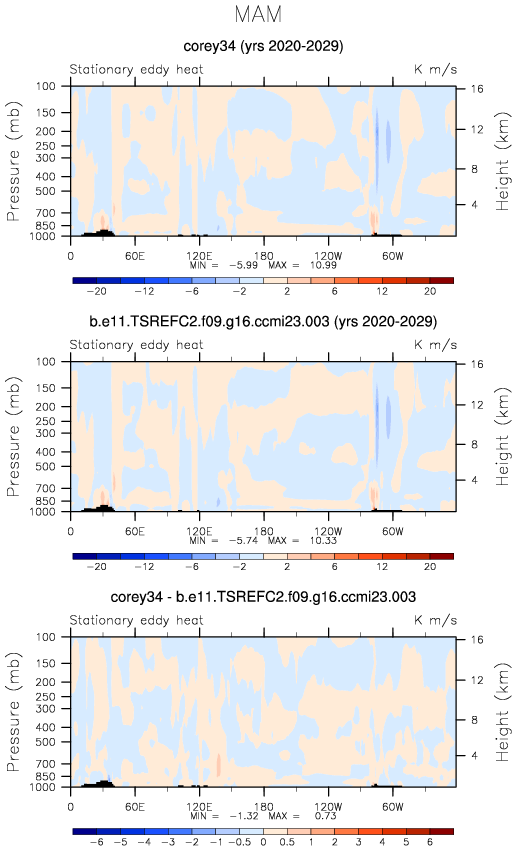 MAM
corey34 (yrs 2020-2029)
Stationary eddy heat K m/s
Pressure (mb)
100
150
200
250
300
400
500
700
850
1000
16
12
8
4
Height (km)
0 60E 120E 180 120W 60W
MIN = -5.99 MAX = 10.99
-20 -12 -6 -2 2 6 12 20
b.e11.TSREFC2.f09.g16.ccmi23.003 (yrs 2020-2029)
Stationary eddy heat K m/s
Pressure (mb)
100
150
200
250
300
400
500
700
850
1000
16
12
8
4
Height (km)
0 60E 120E 180 120W 60W
MIN = -5.74 MAX = 10.33
-20 -12 -6 -2 2 6 12 20
corey34 - b.e11.TSREFC2.f09.g16.ccmi23.003
Stationary eddy heat K m/s
Pressure (mb)
100
150
200
250
300
400
500
700
850
1000
16
12
8
4
Height (km)
0 60E 120E 180 120W 60W
MIN = -1.32 MAX = 0.73
-6 -5 -4 -3 -2 -1 -0.5 0 0.5 1 2 3 4 5 6